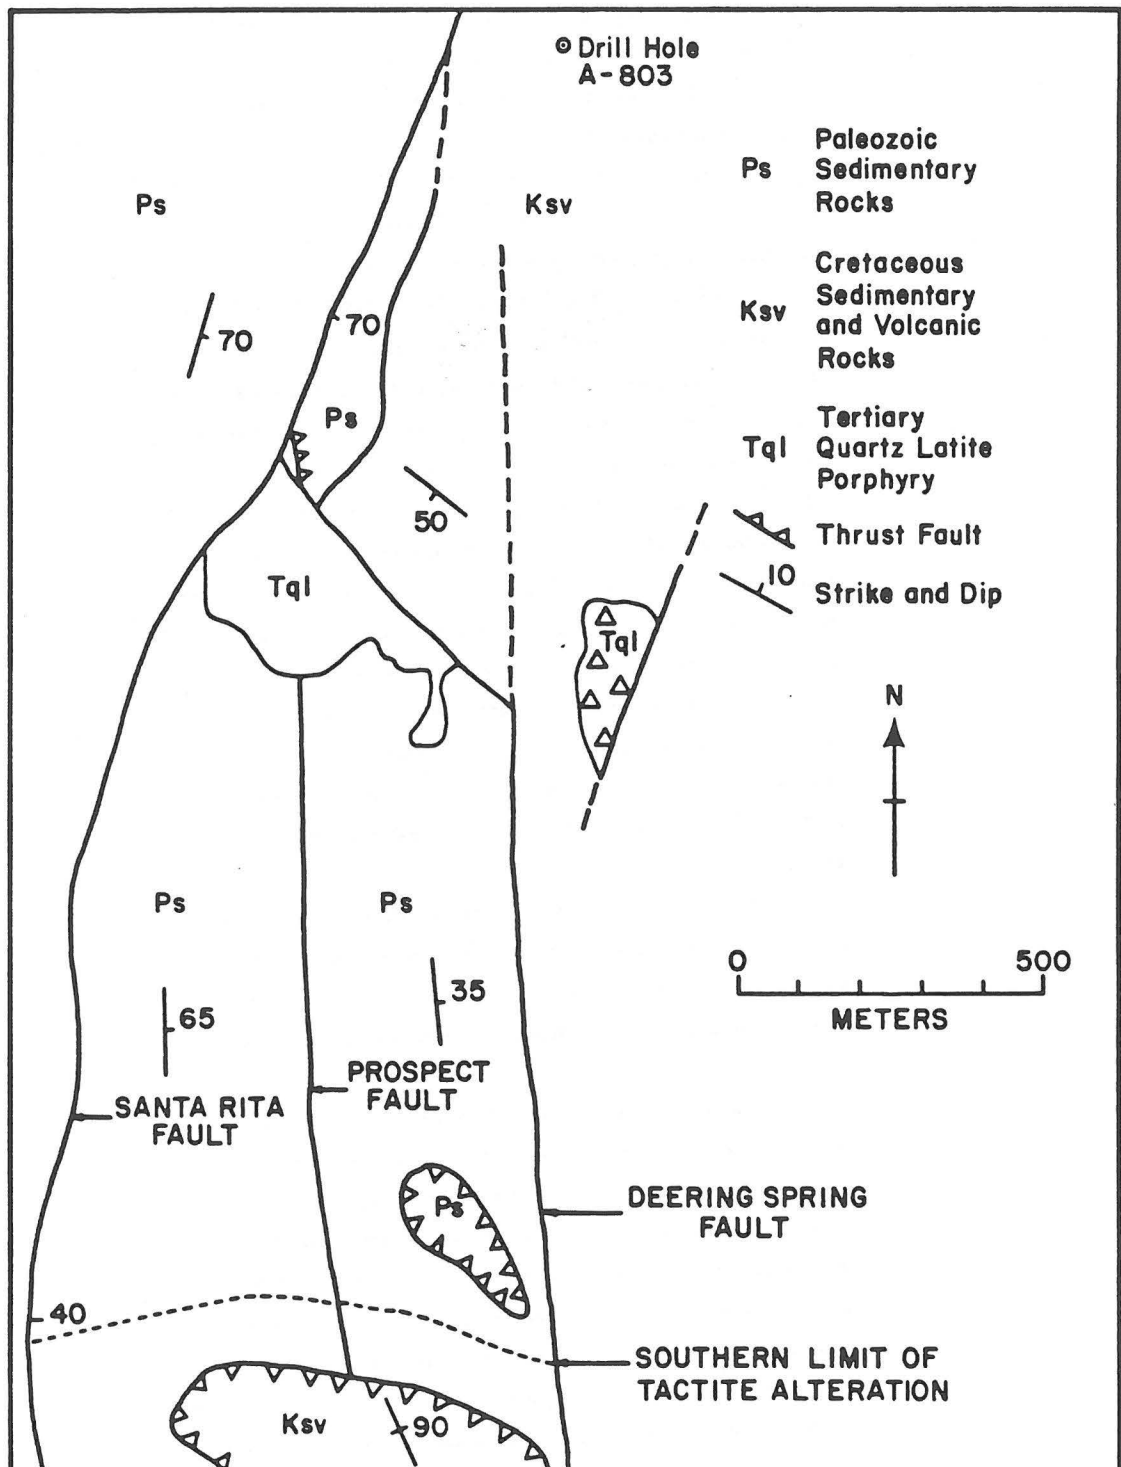 Drill Hole
A-803
Ps
Ksv
Ps
Paleozoic
Sedimentary
Rocks
Ksv
Cretaceous
Sedimentary
and Volcanic
Rocks
Tql
Tertiary
Quartz Latite
Porphyry
Thrust Fault
10
Strike and Dip
70
70
Ps
50
Tql
Tql
N
Ps
Ps
0
500
METERS
65
35
PROSPECT
FAULT
SANTA RITA
FAULT
Ps
DEERING SPRING
FAULT
40
SOUTHERN LIMIT OF
TACTITE ALTERATION
Ksv
90